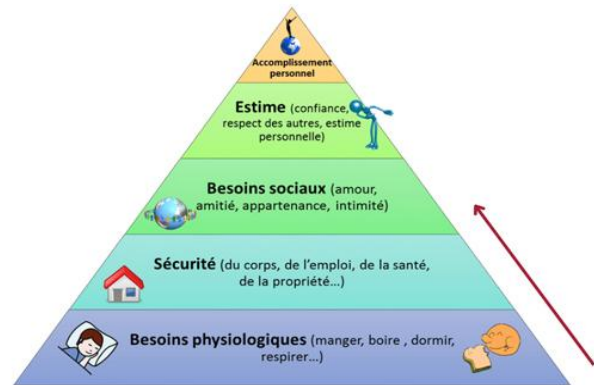 Accomplissement
personnel
Estime (confiance,
respect des autres, estime
personnelle)
Besoins sociaux (amour,
amitié, appartenance, intimité)
Sécurité (du corps, de l'emploi, de la santé,
de la propriété...)
Besoins physiologiques (manger, boire , dormir,
respirer...)